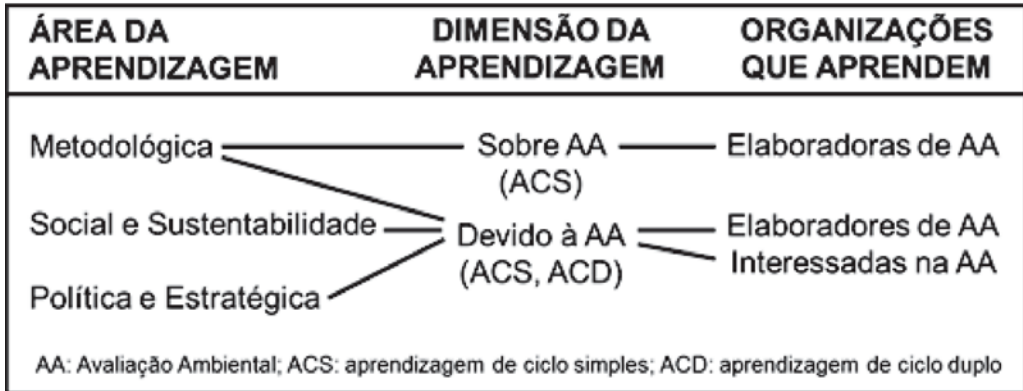 ÁREA DA APRENDIZAGEM
DIMENSÃO DA APRENDIZAGEM
ORGANIZAÇÕES QUE APRENDEM
Metodológica
Sobre AA
(ACS)
Elaboradoras de AA
Social e Sustentabilidade
Devido à AA
(ACS, ACD)
Elaboradores de AA
Interessadas na AA
Política e Estratégica
AA: Avaliação Ambiental; ACS: aprendizagem de ciclo simples; ACD: aprendizagem de ciclo duplo